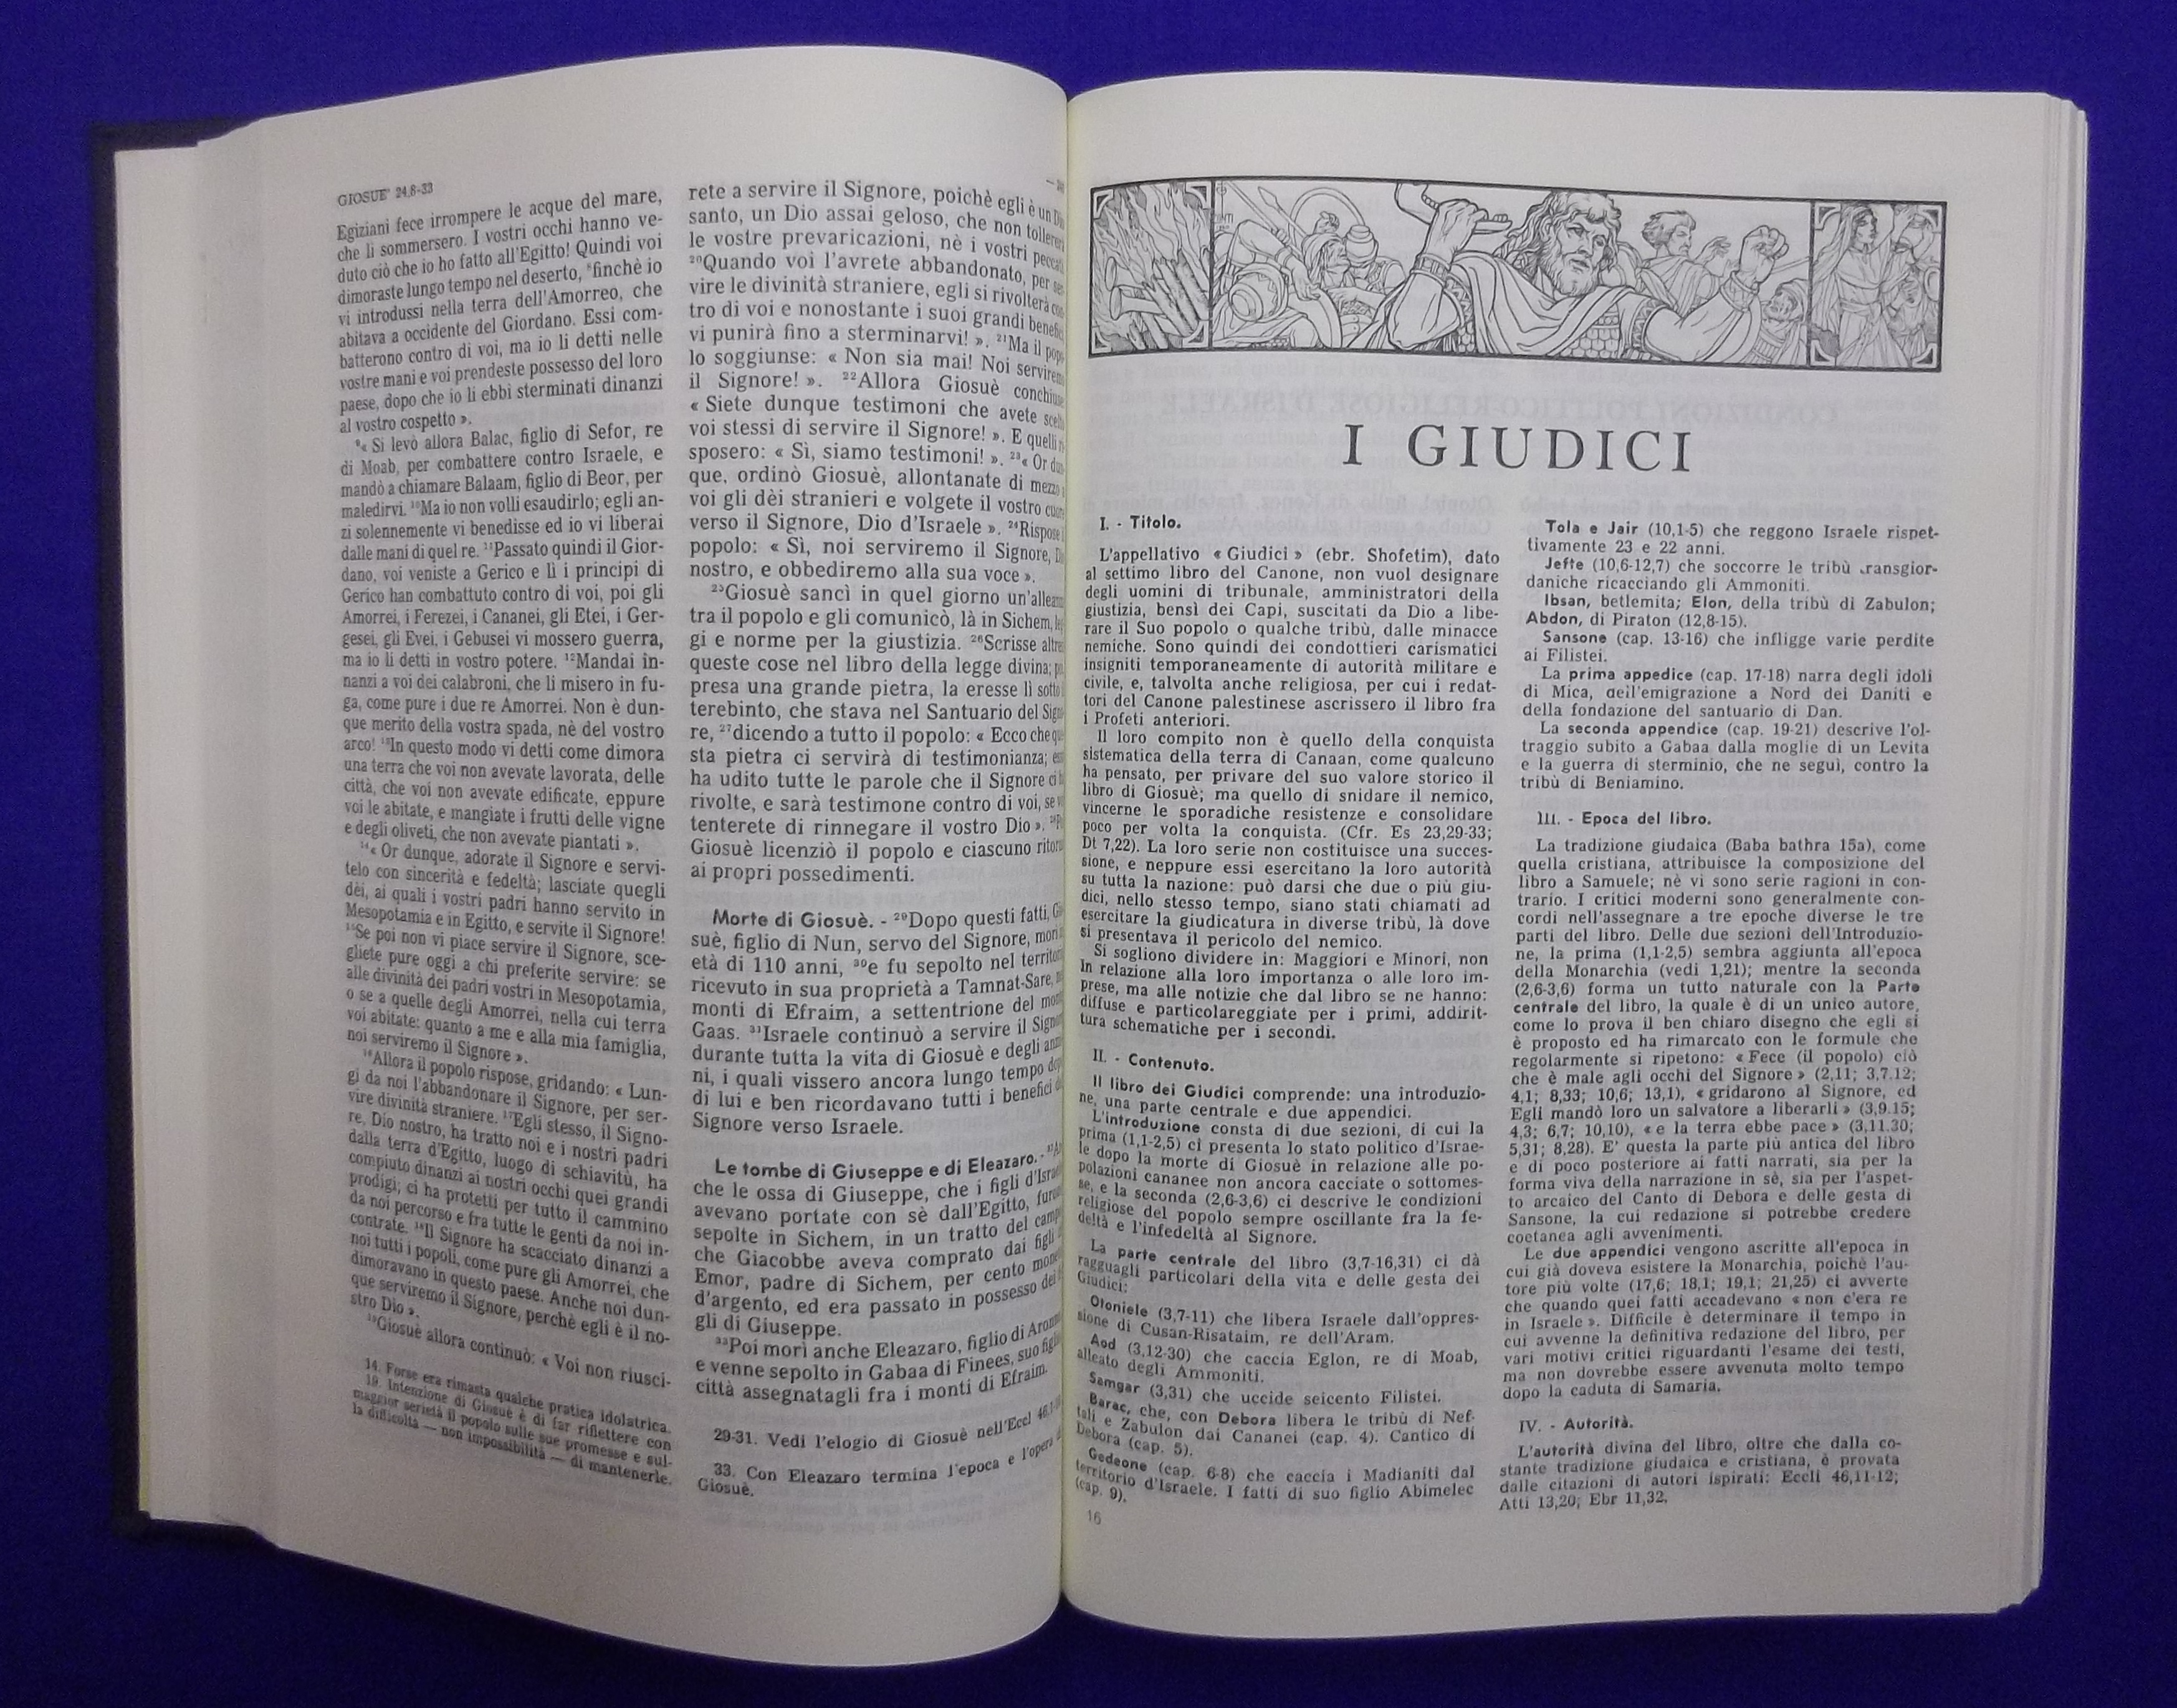 GIOSUE' 24,8-33
Egiziani fece irrompere le acque del mare,
che li sommersero. I vostri occhi hanno ve-
duto ciò che io ho fatto all'Egitto! Quindi voi
dimoraste lungo tempo nel deserto, ⁸finchè io
vi introdussi nella terra dell'Amorreo, che
abitava a occidente del Giordano. Essi com-
batterono contro di voi, ma io li detti nelle
vostre mani e voi prendeste possesso del loro
paese, dopo che io li ebbi sterminati dinanzi
al vostro cospetto ».
⁹« Si levò allora Balac, figlio di Sefor, re
di Moab, per combattere contro Israele, e
mandò a chiamare Balaam, figlio di Beor, per
maledirvi. ¹⁰Ma io non volli esaudirlo; egli an-
zi solennemente vi benedisse ed io vi liberai
dalle mani di quel re. ¹¹Passato quindi il Gior-
dano, voi veniste a Gerico e lì i principi di
Gerico han combattuto contro di voi, poi gli
Amorrei, i Ferezei, i Cananei, gli Etei, i Ger-
gesei, gli Evei, i Gebusei vi mossero guerra,
ma io li detti in vostro potere. ¹²Mandai in-
nanzi a voi dei calabroni, che li misero in fu-
ga, come pure i due re Amorrei. Non è dun-
que merito della vostra spada, nè del vostro
arco! ¹³In questo modo vi detti come dimora
una terra che voi non avevate lavorata, delle
città, che voi non avevate edificate, eppure
voi le abitate, e mangiate i frutti delle vigne
e degli oliveti, che non avevate piantati ».
¹⁴« Or dunque, adorate il Signore e servi-
telo con sincerità e fedeltà; lasciate quegli
dèi, ai quali i vostri padri hanno servito in
Mesopotamia e in Egitto, e servite il Signore!
¹⁵Se poi non vi piace servire il Signore, sce-
gliete pure oggi a chi preferite servire: se
alle divinità dei padri vostri in Mesopotamia,
o se a quelle degli Amorrei, nella cui terra
voi abitate: quanto a me e alla mia famiglia,
noi serviremo il Signore ».
¹⁶Allora il popolo rispose, gridando: « Lun-
gi da noi l'abbandonare il Signore, per ser-
vire divinità straniere. ¹⁷Egli stesso, il Signo-
re, Dio nostro, ha tratto noi e i nostri padri
dalla terra d'Egitto, luogo di schiavitù, ha
compiuto dinanzi ai nostri occhi quei grandi
prodigi; ci ha protetti per tutto il cammino
da noi percorso e fra tutte le genti da noi in-
contrate. ¹⁸Il Signore ha scacciato dinanzi a
noi tutti i popoli, come pure gli Amorrei, che
dimoravano in questo paese. Anche noi dun-
que serviremo il Signore, perchè egli è il no-
stro Dio ».
¹⁹Giosuè allora continuò: « Voi non riusci-
14. Forse era rimasta qualche pratica idolatrica.
19. Intenzione di Giosuè è di far riflettere con
maggior serietà il popolo sulle sue promesse e sul-
la difficoltà — non impossibilità — di mantenerle.
rete a servire il Signore, poichè egli è un Dio
santo, un Dio assai geloso, che non tollererà
le vostre prevaricazioni, nè i vostri peccati.
²⁰Quando voi l'avrete abbandonato, per
vire le divinità straniere, egli si rivolterà
tro di voi e nonostante i suoi grandi benefici
vi punirà fino a sterminarvi! ». ²¹Ma il
lo soggiunse: « Non sia mai! Noi serviremo
il Signore! ». ²²Allora Giosuè conchiuse
« Siete dunque testimoni che avete scelto
voi stessi di servire il Signore! ». E quelli
sposero: « Sì, siamo testimoni! ». ²³« Or
que, ordinò Giosuè, allontanate di mezzo
voi gli dèi stranieri e volgete il vostro cuore
verso il Signore, Dio d'Israele ». ²⁴Rispose
popolo: « Sì, noi serviremo il Signore,
nostro, e obbediremo alla sua voce ».
²⁵Giosuè sancì in quel giorno un'alleanza
tra il popolo e gli comunicò, là in Sichem,
gi e norme per la giustizia. ²⁶Scrisse
queste cose nel libro della legge divina;
presa una grande pietra, la eresse lì sotto
terebinto, che stava nel Santuario del
re, ²⁷dicendo a tutto il popolo: « Ecco che
sta pietra ci servirà di testimonianza;
ha udito tutte le parole che il Signore ci
rivolte, e sarà testimone contro di voi, se
tenterete di rinnegare il vostro Dio ».
Giosuè licenziò il popolo e ciascuno
ai propri possedimenti.
Morte di Giosuè. - ²⁹Dopo questi fatti,
suè, figlio di Nun, servo del Signore, morì
età di 110 anni, ³⁰e fu sepolto nel
ricevuto in sua proprietà a Tamnat-Sare,
monti di Efraim, a settentrione del
Gaas. ³¹Israele continuò a servire il
durante tutta la vita di Giosuè e degli
ni, i quali vissero ancora lungo tempo
di lui e ben ricordavano tutti i benefici
Signore verso Israele.
Le tombe di Giuseppe e di Eleazaro. -
che le ossa di Giuseppe, che i figli
avevano portate con sè dall'Egitto,
sepolte in Sichem, in un tratto del campo
che Giacobbe aveva comprato dai figli
Emor, padre di Sichem, per cento
d'argento, ed era passato in possesso dei
gli di Giuseppe.
³³Poi morì anche Eleazaro, figlio di Aronne
e venne sepolto in Gabaa di Finees, suo figlio
città assegnatagli fra i monti di Efraim.
29-31. Vedi l'elogio di Giosuè nell'Eccl
33. Con Eleazaro termina l'epoca e l'opera
Giosuè.
I GIUDICI
I. - Titolo.
L'appellativo « Giudici » (ebr. Shofetim), dato
al settimo libro del Canone, non vuol designare
degli uomini di tribunale, amministratori della
giustizia, bensì dei Capi, suscitati da Dio a libe-
rare il Suo popolo o qualche tribù, dalle minacce
nemiche. Sono quindi dei condottieri carismatici
insigniti temporaneamente di autorità militare e
civile, e, talvolta anche religiosa, per cui i redat-
tori del Canone palestinese ascrissero il libro fra
i Profeti anteriori.
Il loro compito non è quello della conquista
sistematica della terra di Canaan, come qualcuno
ha pensato, per privare del suo valore storico il
libro di Giosuè; ma quello di snidare il nemico,
vincerne le sporadiche resistenze e consolidare
poco per volta la conquista. (Cfr. Es 23,29-33;
Dt 7,22). La loro serie non costituisce una succes-
sione, e neppure essi esercitano la loro autorità
su tutta la nazione: può darsi che due o più giu-
dici, nello stesso tempo, siano stati chiamati ad
esercitare la giudicatura in diverse tribù, là dove
si presentava il pericolo del nemico.
Si sogliono dividere in: Maggiori e Minori, non
in relazione alla loro importanza o alle loro im-
prese, ma alle notizie che dal libro se ne hanno:
diffuse e particolareggiate per i primi, addirit-
tura schematiche per i secondi.
II. - Contenuto.
Il libro dei Giudici comprende: una introduzio-
ne, una parte centrale e due appendici.
L'introduzione consta di due sezioni, di cui la
prima (1,1-2,5) ci presenta lo stato politico d'Israe-
le dopo la morte di Giosuè in relazione alle po-
polazioni cananee non ancora cacciate o sottomes-
se, e la seconda (2,6-3,6) ci descrive le condizioni
religiose del popolo sempre oscillante fra la fe-
deltà e l'infedeltà al Signore.
La parte centrale del libro (3,7-16,31) ci dà
ragguagli particolari della vita e delle gesta dei
Giudici:
Otoniele (3,7-11) che libera Israele dall'oppres-
sione di Cusan-Risataim, re dell'Aram.
Aod (3,12-30) che caccia Eglon, re di Moab,
alleato degli Ammoniti.
Samgar (3,31) che uccide seicento Filistei.
Barac, che, con Debora libera le tribù di Nef-
tali e Zabulon dai Cananei (cap. 4). Cantico di
Debora (cap. 5).
Gedeone (cap. 6-8) che caccia i Madianiti dal
territorio d'Israele. I fatti di suo figlio Abimelec
(cap. 9).
16
Tola e Jair (10,1-5) che reggono Israele rispet-
tivamente 23 e 22 anni.
Jefte (10,6-12,7) che soccorre le tribù transgior-
daniche ricacciando gli Ammoniti.
Ibsan, betlemita; Elon, della tribù di Zabulon;
Abdon, di Piraton (12,8-15).
Sansone (cap. 13-16) che infligge varie perdite
ai Filistei.
La prima appedice (cap. 17-18) narra degli idoli
di Mica, dell'emigrazione a Nord dei Daniti e
della fondazione del santuario di Dan.
La seconda appendice (cap. 19-21) descrive l'ol-
traggio subito a Gabaa dalla moglie di un Levita
e la guerra di sterminio, che ne seguì, contro la
tribù di Beniamino.
III. - Epoca del libro.
La tradizione giudaica (Baba bathra 15a), come
quella cristiana, attribuisce la composizione del
libro a Samuele; nè vi sono serie ragioni in con-
trario. I critici moderni sono generalmente con-
cordi nell'assegnare a tre epoche diverse le tre
parti del libro. Delle due sezioni dell'Introduzio-
ne, la prima (1,1-2,5) sembra aggiunta all'epoca
della Monarchia (vedi 1,21); mentre la seconda
(2,6-3,6) forma un tutto naturale con la Parte
centrale del libro, la quale è di un unico autore,
come lo prova il ben chiaro disegno che egli si
è proposto ed ha rimarcato con le formule che
regolarmente si ripetono: « Fece (il popolo) ciò
che è male agli occhi del Signore » (2,11; 3,7.12;
4,1; 8,33; 10,6; 13,1), « gridarono al Signore, ed
Egli mandò loro un salvatore a liberarli » (3,9.15;
4,3; 6,7; 10,10), « e la terra ebbe pace » (3,11.30;
5,31; 8,28). E' questa la parte più antica del libro
e di poco posteriore ai fatti narrati, sia per la
forma viva della narrazione in sè, sia per l'aspet-
to arcaico del Canto di Debora e delle gesta di
Sansone, la cui redazione si potrebbe credere
coetanea agli avvenimenti.
Le due appendici vengono ascritte all'epoca in
cui già doveva esistere la Monarchia, poichè l'au-
tore più volte (17,6; 18,1; 19,1; 21,25) ci avverte
che quando quei fatti accadevano « non c'era re
in Israele ». Difficile è determinare il tempo in
cui avvenne la definitiva redazione del libro, per
vari motivi critici riguardanti l'esame dei testi,
ma non dovrebbe essere avvenuta molto tempo
dopo la caduta di Samaria.
IV. - Autorità.
L'autorità divina del libro, oltre che dalla co-
stante tradizione giudaica e cristiana, è provata
dalle citazioni di autori ispirati: Eccli 46,11-12;
Atti 13,20; Ebr 11,32.